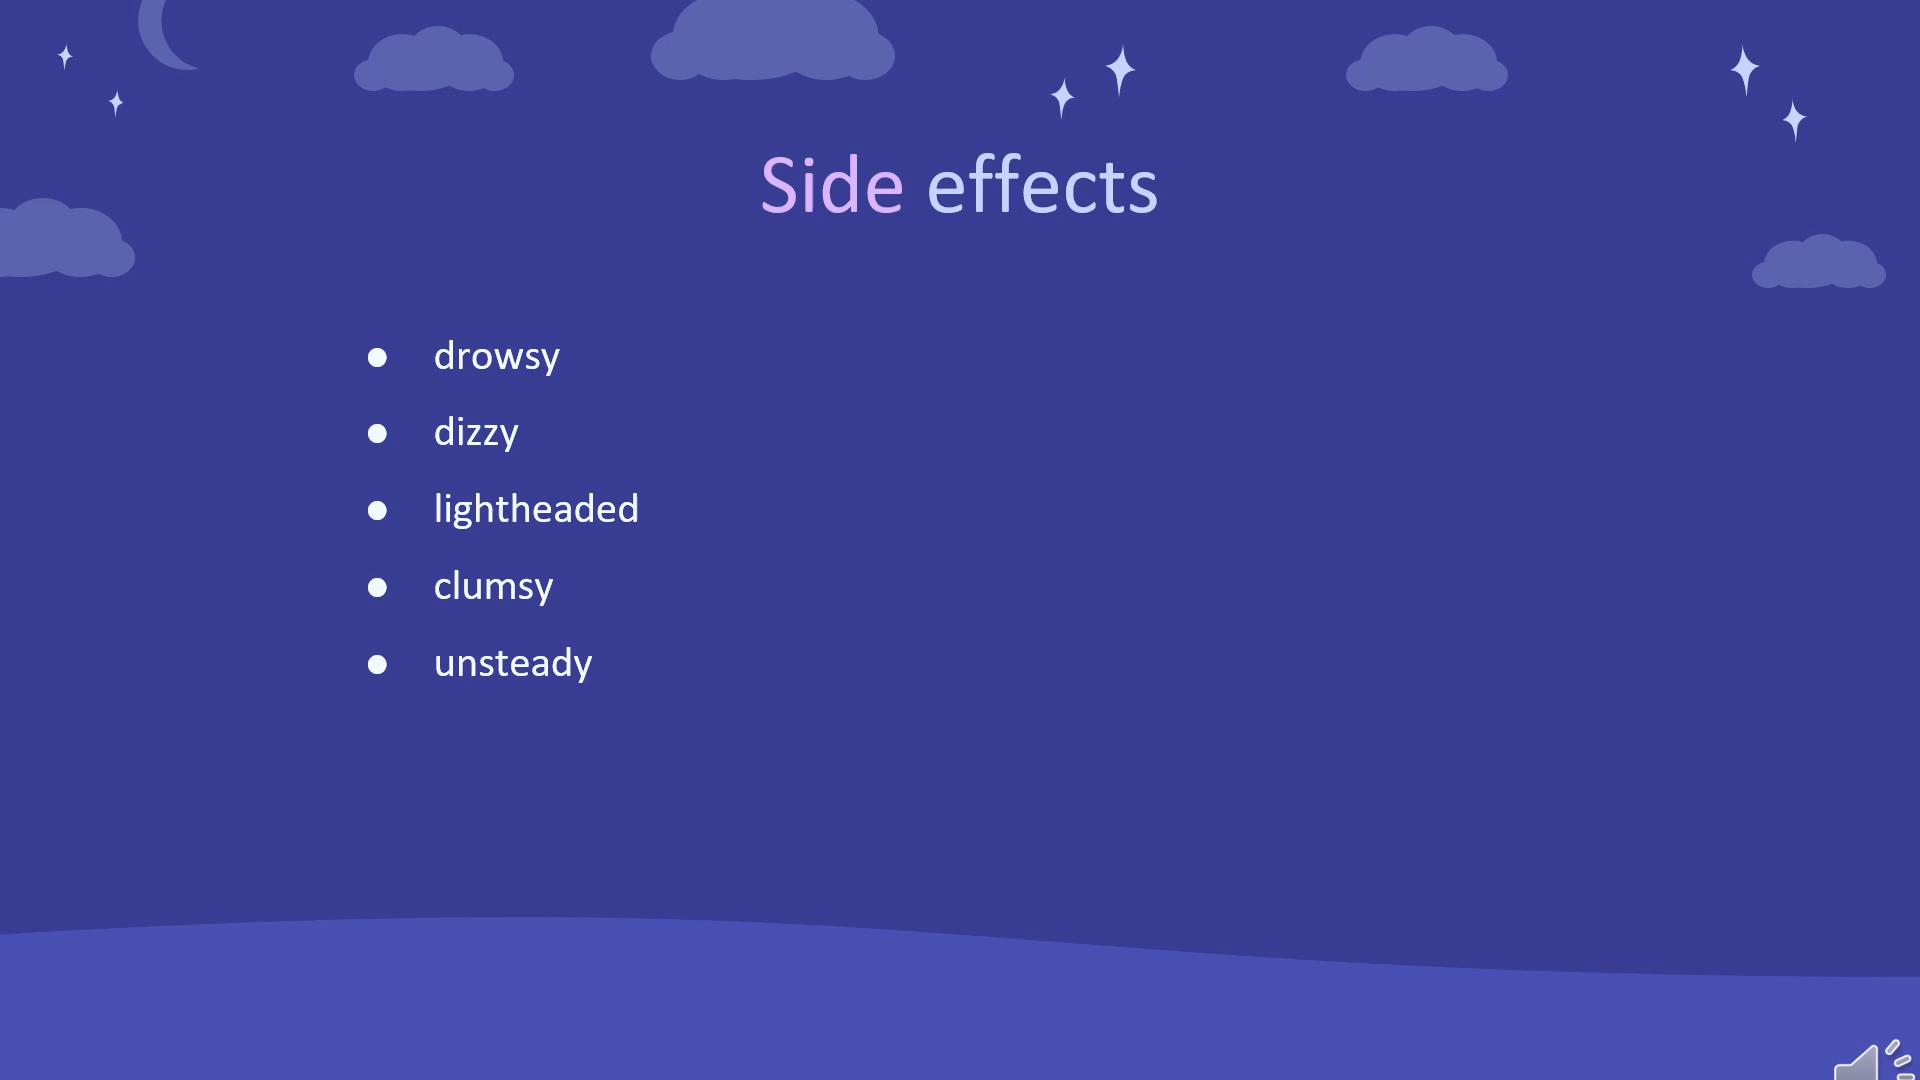 Side effects
● drowsy
● dizzy
● lightheaded
● clumsy
● unsteady